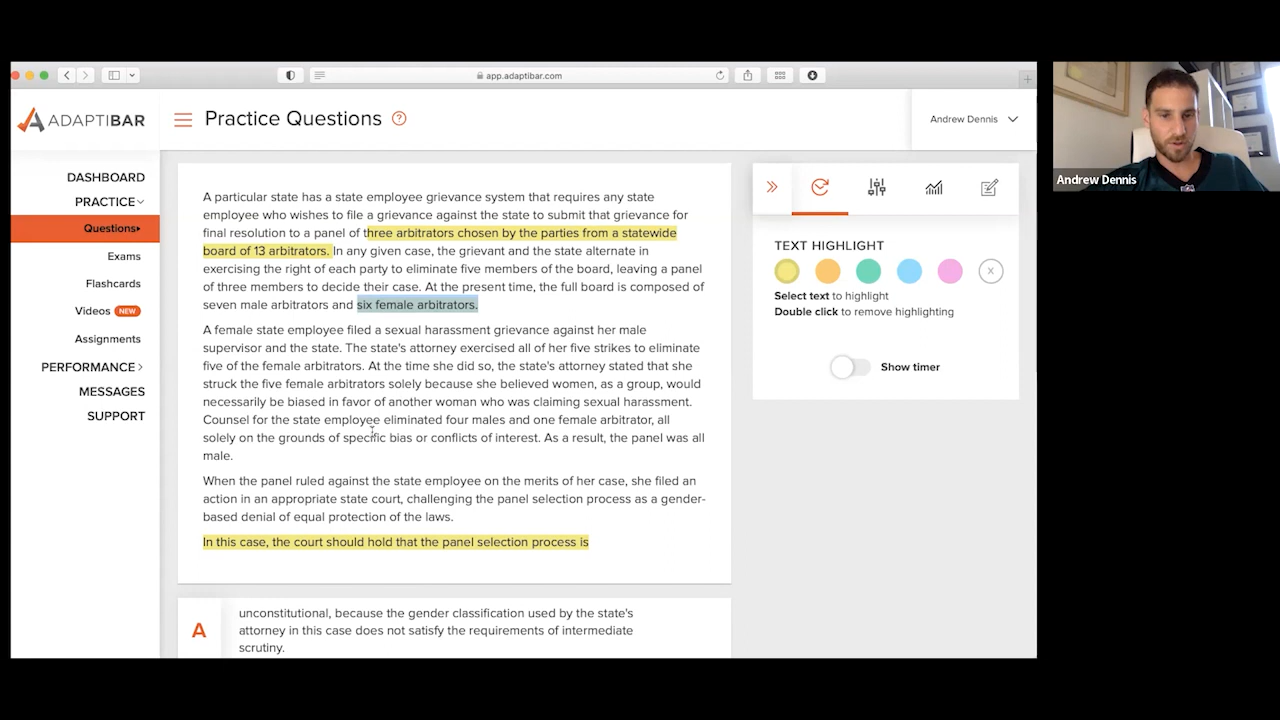 app.adaptibar.com
ADAPTIBAR
Practice Questions
?
Andrew Dennis
DASHBOARD
PRACTICE
Questions
Exams
Flashcards
Videos NEW
Assignments
PERFORMANCE
MESSAGES
SUPPORT
A particular state has a state employee grievance system that requires any state
employee who wishes to file a grievance against the state to submit that grievance for
final resolution to a panel of three arbitrators chosen by the parties from a statewide
board of 13 arbitrators. In any given case, the grievant and the state alternate in
exercising the right of each party to eliminate five members of the board, leaving a panel
of three members to decide their case. At the present time, the full board is composed of
seven male arbitrators and six female arbitrators.
A female state employee filed a sexual harassment grievance against her male
supervisor and the state. The state's attorney exercised all of her five strikes to eliminate
five of the female arbitrators. At the time she did so, the state's attorney stated that she
struck the five female arbitrators solely because she believed women, as a group, would
necessarily be biased in favor of another woman who was claiming sexual harassment.
Counsel for the state employee eliminated four males and one female arbitrator, all
solely on the grounds of specific bias or conflicts of interest. As a result, the panel was all
male.
When the panel ruled against the state employee on the merits of her case, she filed an
action in an appropriate state court, challenging the panel selection process as a gender-
based denial of equal protection of the laws.
In this case, the court should hold that the panel selection process is
A
unconstitutional, because the gender classification used by the state's
attorney in this case does not satisfy the requirements of intermediate
scrutiny.
TEXT HIGHLIGHT
Select text to highlight
Double click to remove highlighting
Show timer
Andrew Dennis